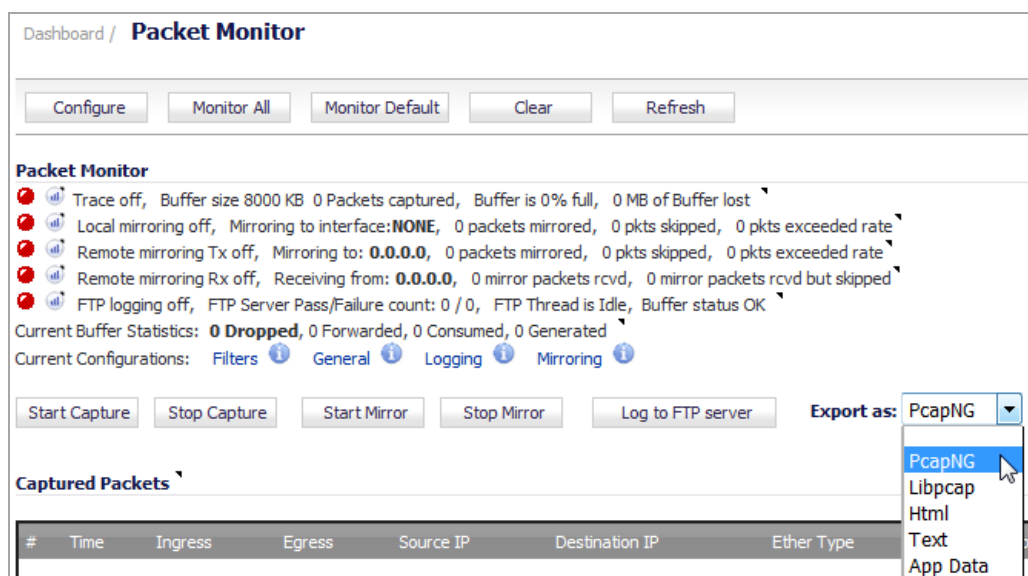 Dashboard / Packet Monitor
Configure Monitor All Monitor Default Clear Refresh
Packet Monitor
Trace off, Buffer size 8000 KB 0 Packets captured, Buffer is 0% full, 0 MB of Buffer lost
Local mirroring off, Mirroring to interface:NONE, 0 packets mirrored, 0 pkts skipped, 0 pkts exceeded rate
Remote mirroring Tx off, Mirroring to: 0.0.0.0, 0 packets mirrored, 0 pkts skipped, 0 pkts exceeded rate
Remote mirroring Rx off, Receiving from: 0.0.0.0, 0 mirror packets rcvd, 0 mirror packets rcvd but skipped
FTP logging off, FTP Server Pass/Failure count: 0 / 0, FTP Thread is Idle, Buffer status OK
Current Buffer Statistics: 0 Dropped, 0 Forwarded, 0 Consumed, 0 Generated
Current Configurations: Filters General Logging Mirroring
Start Capture Stop Capture Start Mirror Stop Mirror Log to FTP server Export as: PcapNG
PcapNG
Libpcap
Html
Text
App Data
Captured Packets
# Time Ingress Egress Source IP Destination IP Ether Type